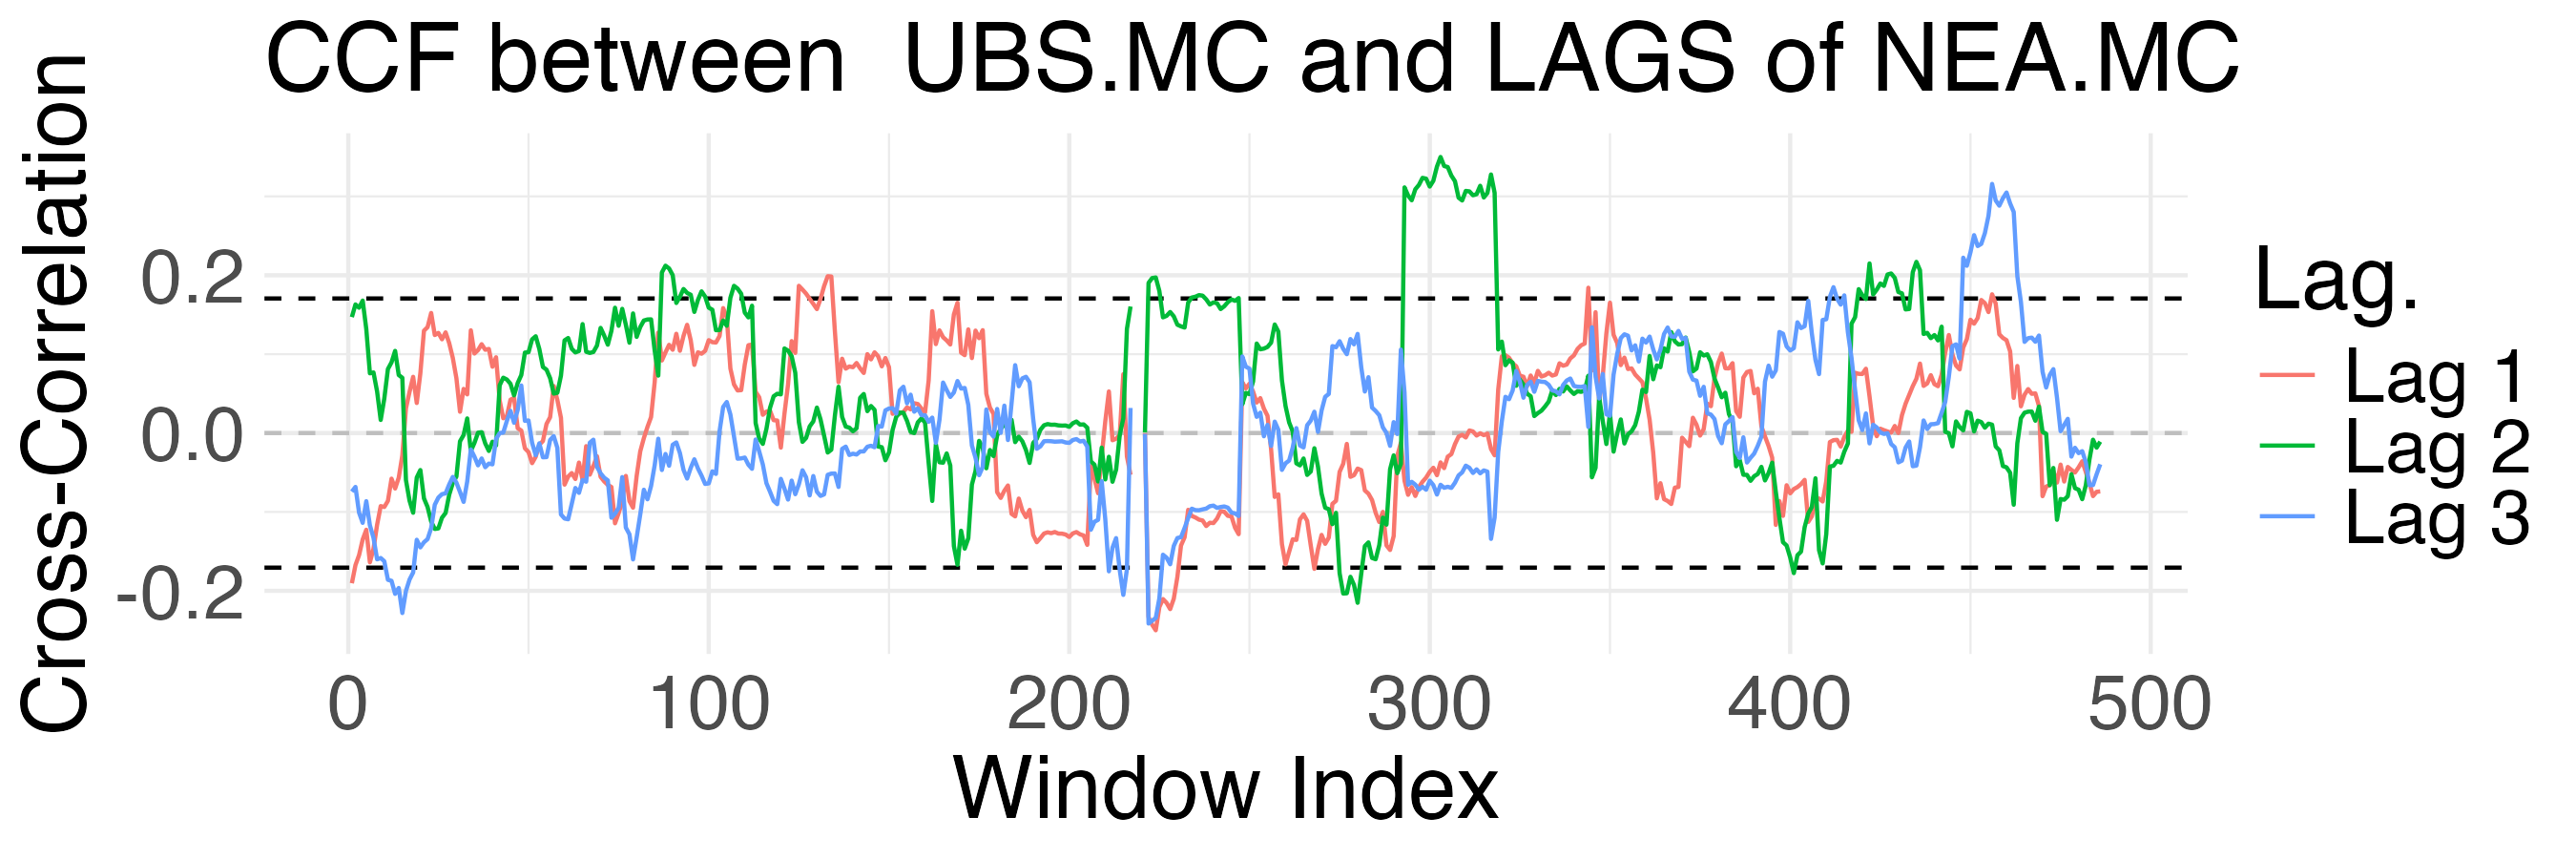 CCF between  UBS.MC and LAGS of NEA.MC
Cross-Correlation
0.2
0.0
-0.2
0 100 200 300 400 500
Window Index
Lag.
Lag 1
Lag 2
Lag 3